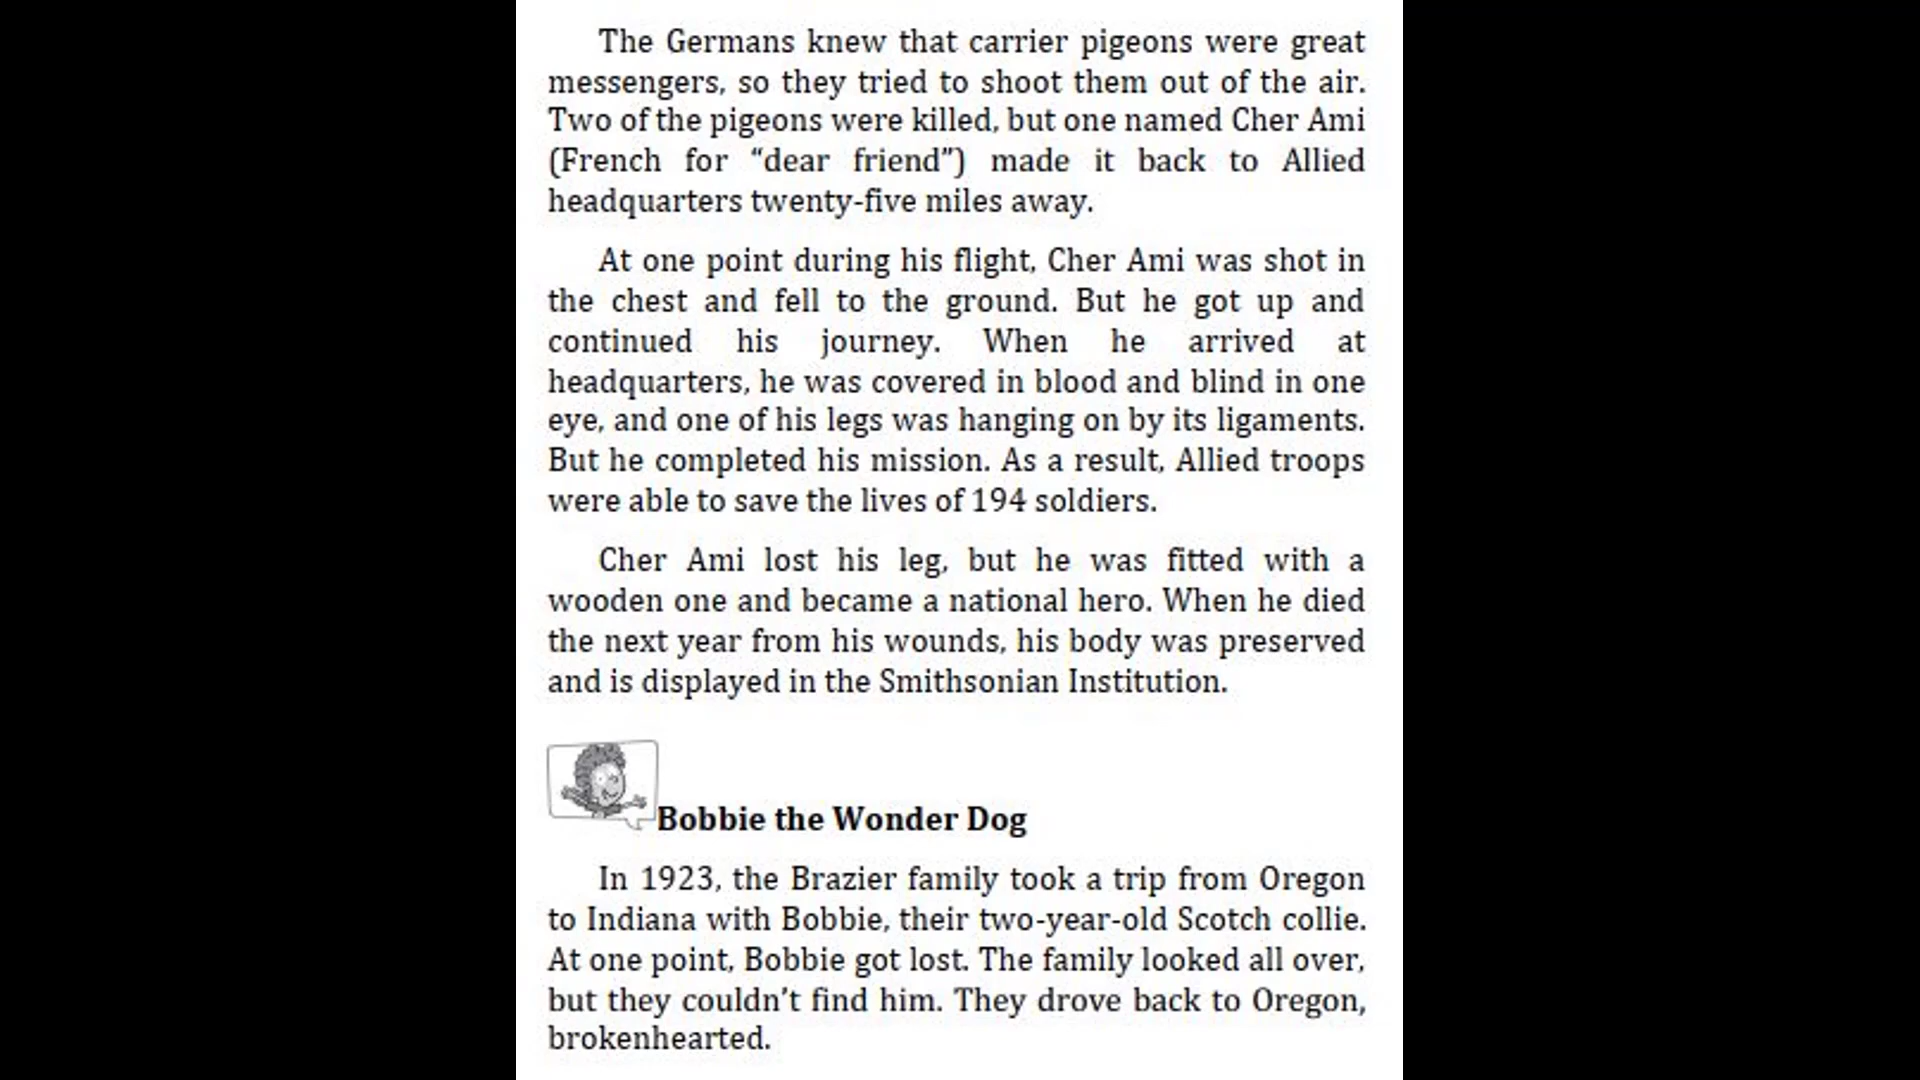 The Germans knew that carrier pigeons were great
messengers, so they tried to shoot them out of the air.
Two of the pigeons were killed, but one named Cher Ami
(French for “dear friend”) made it back to Allied
headquarters twenty-five miles away.
At one point during his flight, Cher Ami was shot in
the chest and fell to the ground. But he got up and
continued his journey. When he arrived at
headquarters, he was covered in blood and blind in one
eye, and one of his legs was hanging on by its ligaments.
But he completed his mission. As a result, Allied troops
were able to save the lives of 194 soldiers.
Cher Ami lost his leg, but he was fitted with a
wooden one and became a national hero. When he died
the next year from his wounds, his body was preserved
and is displayed in the Smithsonian Institution.
Bobbie the Wonder Dog
In 1923, the Brazier family took a trip from Oregon
to Indiana with Bobbie, their two-year-old Scotch collie.
At one point, Bobbie got lost. The family looked all over,
but they couldn’t find him. They drove back to Oregon,
brokenhearted.